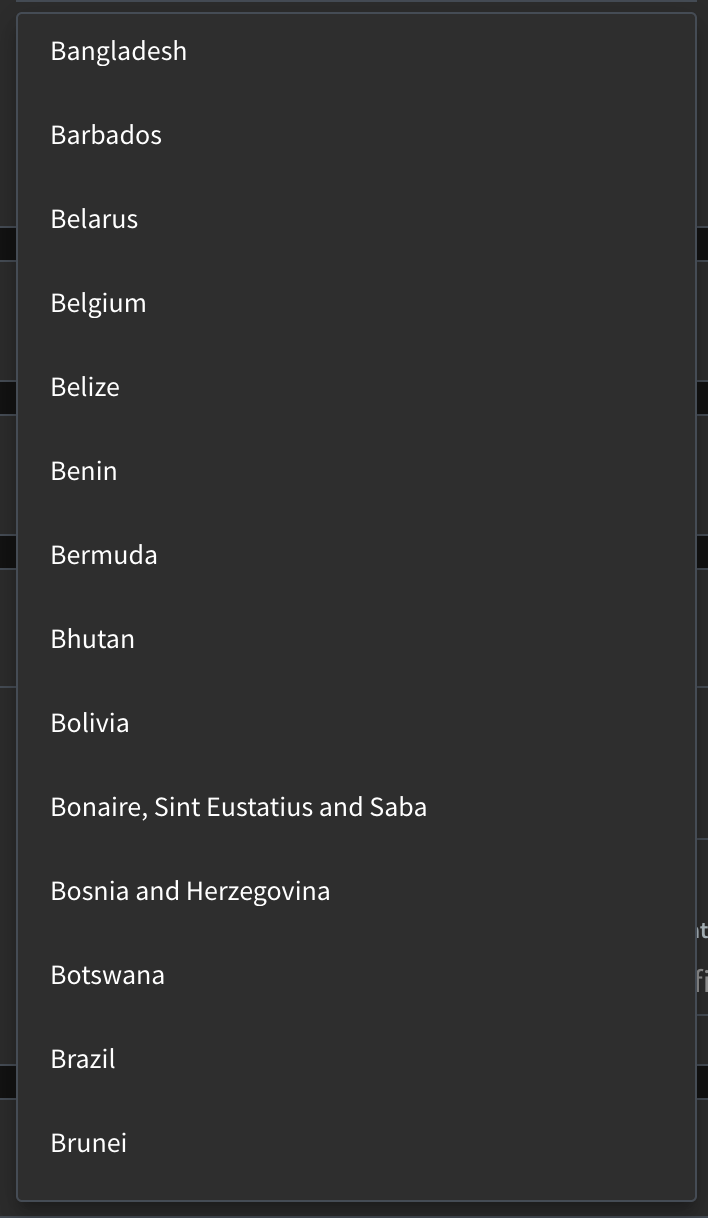 Bangladesh
Barbados
Belarus
Belgium
Belize
Benin
Bermuda
Bhutan
Bolivia
Bonaire, Sint Eustatius and Saba
Bosnia and Herzegovina
Botswana
Brazil
Brunei